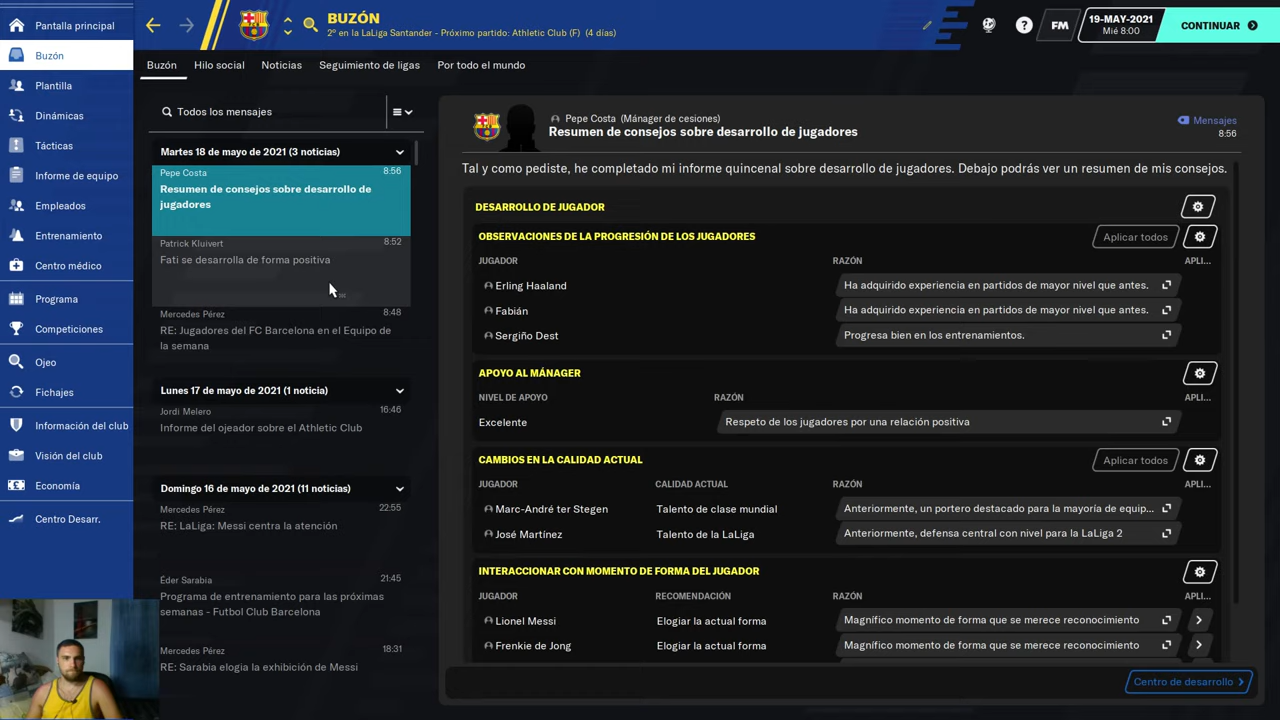 Pantalla principal
Buzón
Plantilla
Dinámicas
Tácticas
Informe de equipo
Empleados
Entrenamiento
Centro médico
Programa
Competiciones
Ojeo
Fichajes
Información del club
Visión del club
Economía
Centro Desarr.
BUZÓN
2º en la LaLiga Santander - Próximo partido: Athletic Club (F) (4 días)
FM
19-MAY-2021
Mié 8:00
CONTINUAR
Buzón Hilo social Noticias Seguimiento de ligas Por todo el mundo
Todos los mensajes
Martes 18 de mayo de 2021 (3 noticias)
Pepe Costa 8:56
Resumen de consejos sobre desarrollo de
jugadores
Patrick Kluivert 8:52
Fati se desarrolla de forma positiva
Mercedes Pérez 8:48
RE: Jugadores del FC Barcelona en el Equipo de
la semana
Lunes 17 de mayo de 2021 (1 noticia)
Jordi Melero 16:46
Informe del ojeador sobre el Athletic Club
Domingo 16 de mayo de 2021 (11 noticias)
Mercedes Pérez 22:55
RE: LaLiga: Messi centra la atención
Éder Sarabia 21:45
Programa de entrenamiento para las próximas
semanas - Futbol Club Barcelona
Mercedes Pérez 18:31
RE: Sarabia elogia la exhibición de Messi
Pepe Costa (Mánager de cesiones)
Resumen de consejos sobre desarrollo de jugadores
Mensajes
8:56
Tal y como pediste, he completado mi informe quincenal sobre desarrollo de jugadores. Debajo podrás ver un resumen de mis consejos.
DESARROLLO DE JUGADOR
OBSERVACIONES DE LA PROGRESIÓN DE LOS JUGADORES Aplicar todos
JUGADOR RAZÓN APLI...
Erling Haaland Ha adquirido experiencia en partidos de mayor nivel que antes.
Fabián Ha adquirido experiencia en partidos de mayor nivel que antes.
Sergiño Dest Progresa bien en los entrenamientos.
APOYO AL MÁNAGER
NIVEL DE APOYO RAZÓN APLI...
Excelente Respeto de los jugadores por una relación positiva
CAMBIOS EN LA CALIDAD ACTUAL Aplicar todos
JUGADOR CALIDAD ACTUAL RAZÓN APLI...
Marc-André ter Stegen Talento de clase mundial Anteriormente, un portero destacado para la mayoría de equip...
José Martínez Talento de la LaLiga Anteriormente, defensa central con nivel para la LaLiga 2
INTERACCIONAR CON MOMENTO DE FORMA DEL JUGADOR
JUGADOR RECOMENDACIÓN RAZÓN APLI...
Lionel Messi Elogiar la actual forma Magnífico momento de forma que se merece reconocimiento
Frenkie de Jong Elogiar la actual forma Magnífico momento de forma que se merece reconocimiento
Centro de desarrollo